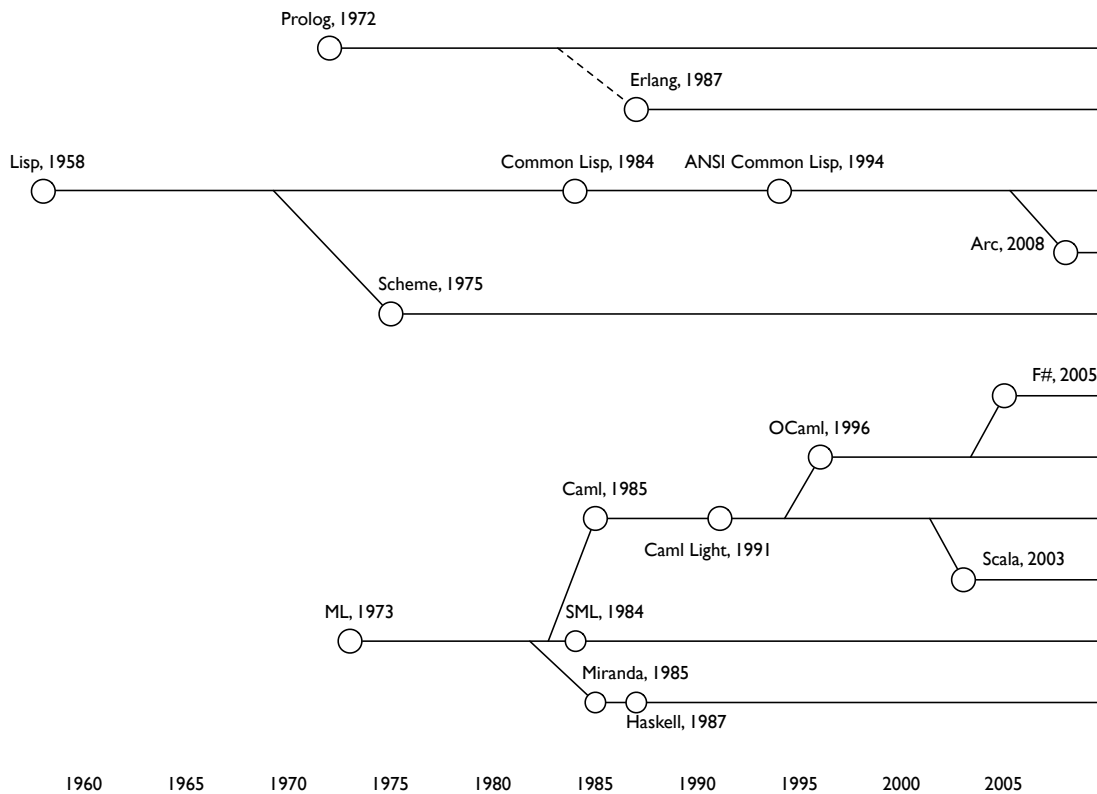 Prolog, 1972
Erlang, 1987
Lisp, 1958
Common Lisp, 1984
ANSI Common Lisp, 1994
Arc, 2008
Scheme, 1975
F#, 2005
OCaml, 1996
Caml, 1985
Caml Light, 1991
Scala, 2003
ML, 1973
SML, 1984
Miranda, 1985
Haskell, 1987
1960 1965 1970 1975 1980 1985 1990 1995 2000 2005